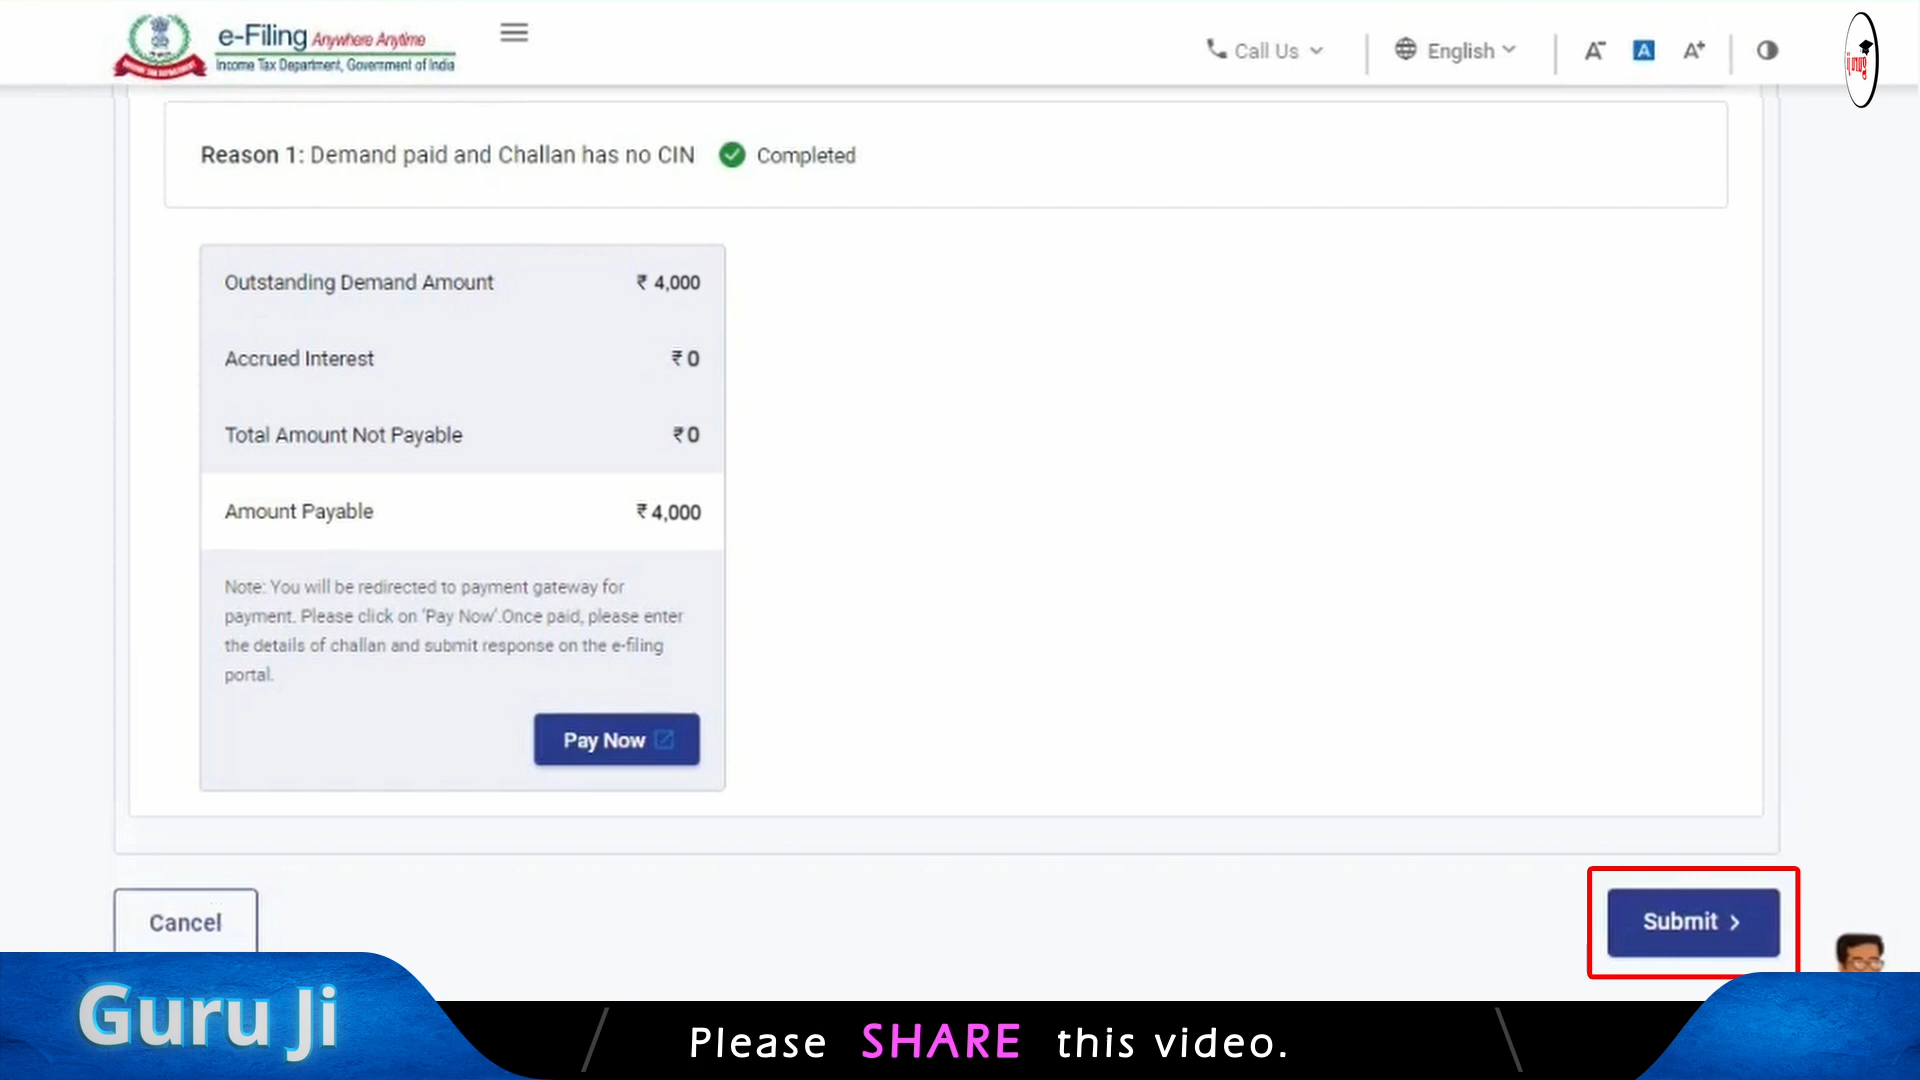 e-Filing Anywhere Anytime
Income Tax Department, Government of India
Call Us
English
A-
A
A+
Reason 1: Demand paid and Challan has no CIN Completed
Outstanding Demand Amount ₹ 4,000
Accrued Interest ₹ 0
Total Amount Not Payable ₹ 0
Amount Payable ₹ 4,000
Note: You will be redirected to payment gateway for
payment. Please click on 'Pay Now'.Once paid, please enter
the details of challan and submit response on the e-filing
portal.
Pay Now
Cancel
Submit >
Guru Ji
Please SHARE this video.